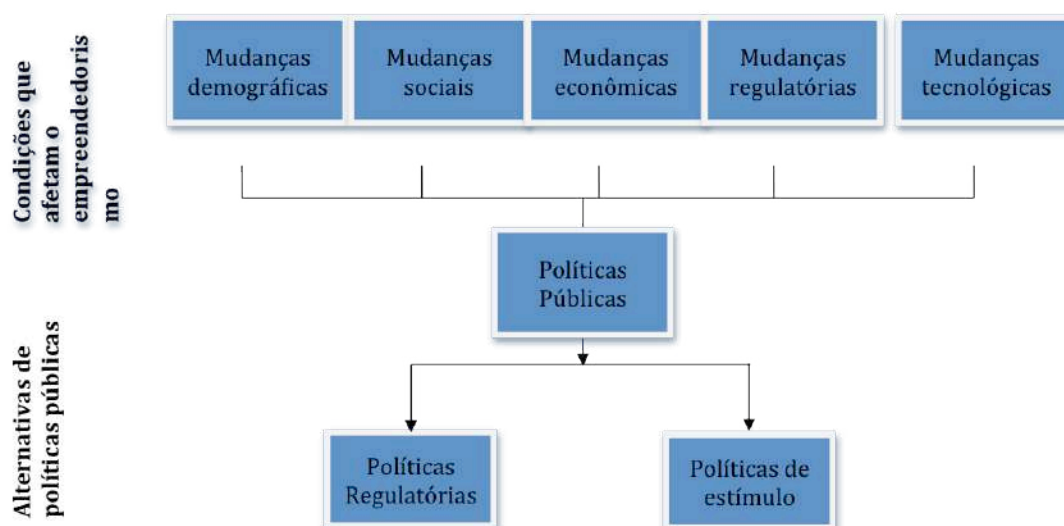 Condições que
afetam o
empreendedoris
mo
Mudanças
demográficas
Mudanças
sociais
Mudanças
econômicas
Mudanças
regulatórias
Mudanças
tecnológicas
Políticas
Públicas
Alternativas de
políticas públicas
Políticas
Regulatórias
Políticas de
estímulo